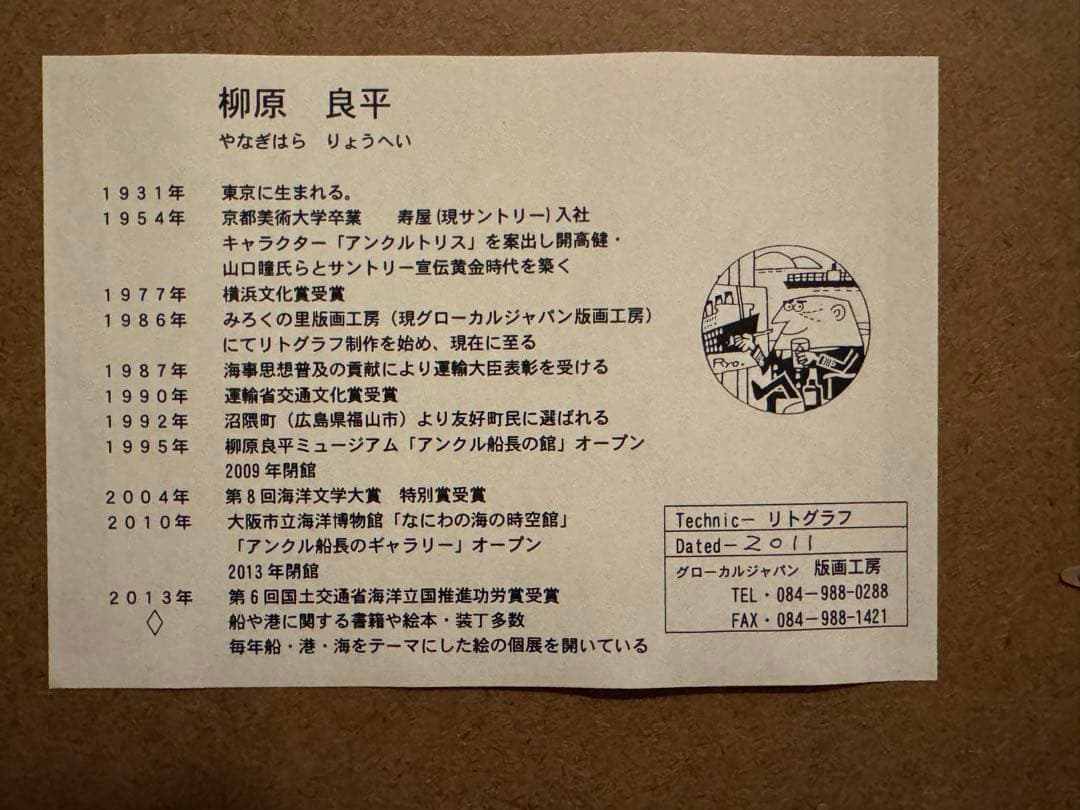 柳原　良平
やなぎはら　りょうへい
１９３１年　東京に生まれる。
１９５４年　京都美術大学卒業　　寿屋(現サントリー)入社
キャラクター「アンクルトリス」を案出し開高健・
山口瞳氏らとサントリー宣伝黄金時代を築く
１９７７年　横浜文化賞受賞
１９８６年　みろくの里版画工房（現グローカルジャパン版画工房）
にてリトグラフ制作を始め、現在に至る
１９８７年　海事思想普及の貢献により運輸大臣表彰を受ける
１９９０年　運輸省交通文化賞受賞
１９９２年　沼隈町（広島県福山市）より友好町民に選ばれる
１９９５年　柳原良平ミュージアム「アンクル船長の館」オープン
2009年閉館
２００４年　第８回海洋文学大賞　特別賞受賞
２０１０年　大阪市立海洋博物館「なにわの海の時空館」
「アンクル船長のギャラリー」オープン
2013年閉館
２０１３年　第６回国土交通省海洋立国推進功労賞受賞
◇　船や港に関する書籍や絵本・装丁多数
毎年船・港・海をテーマにした絵の個展を開いている
Ryo.
Technic－ リトグラフ
Dated－2011
グローカルジャパン　版画工房
TEL・084－988－0288
FAX・084－988－1421